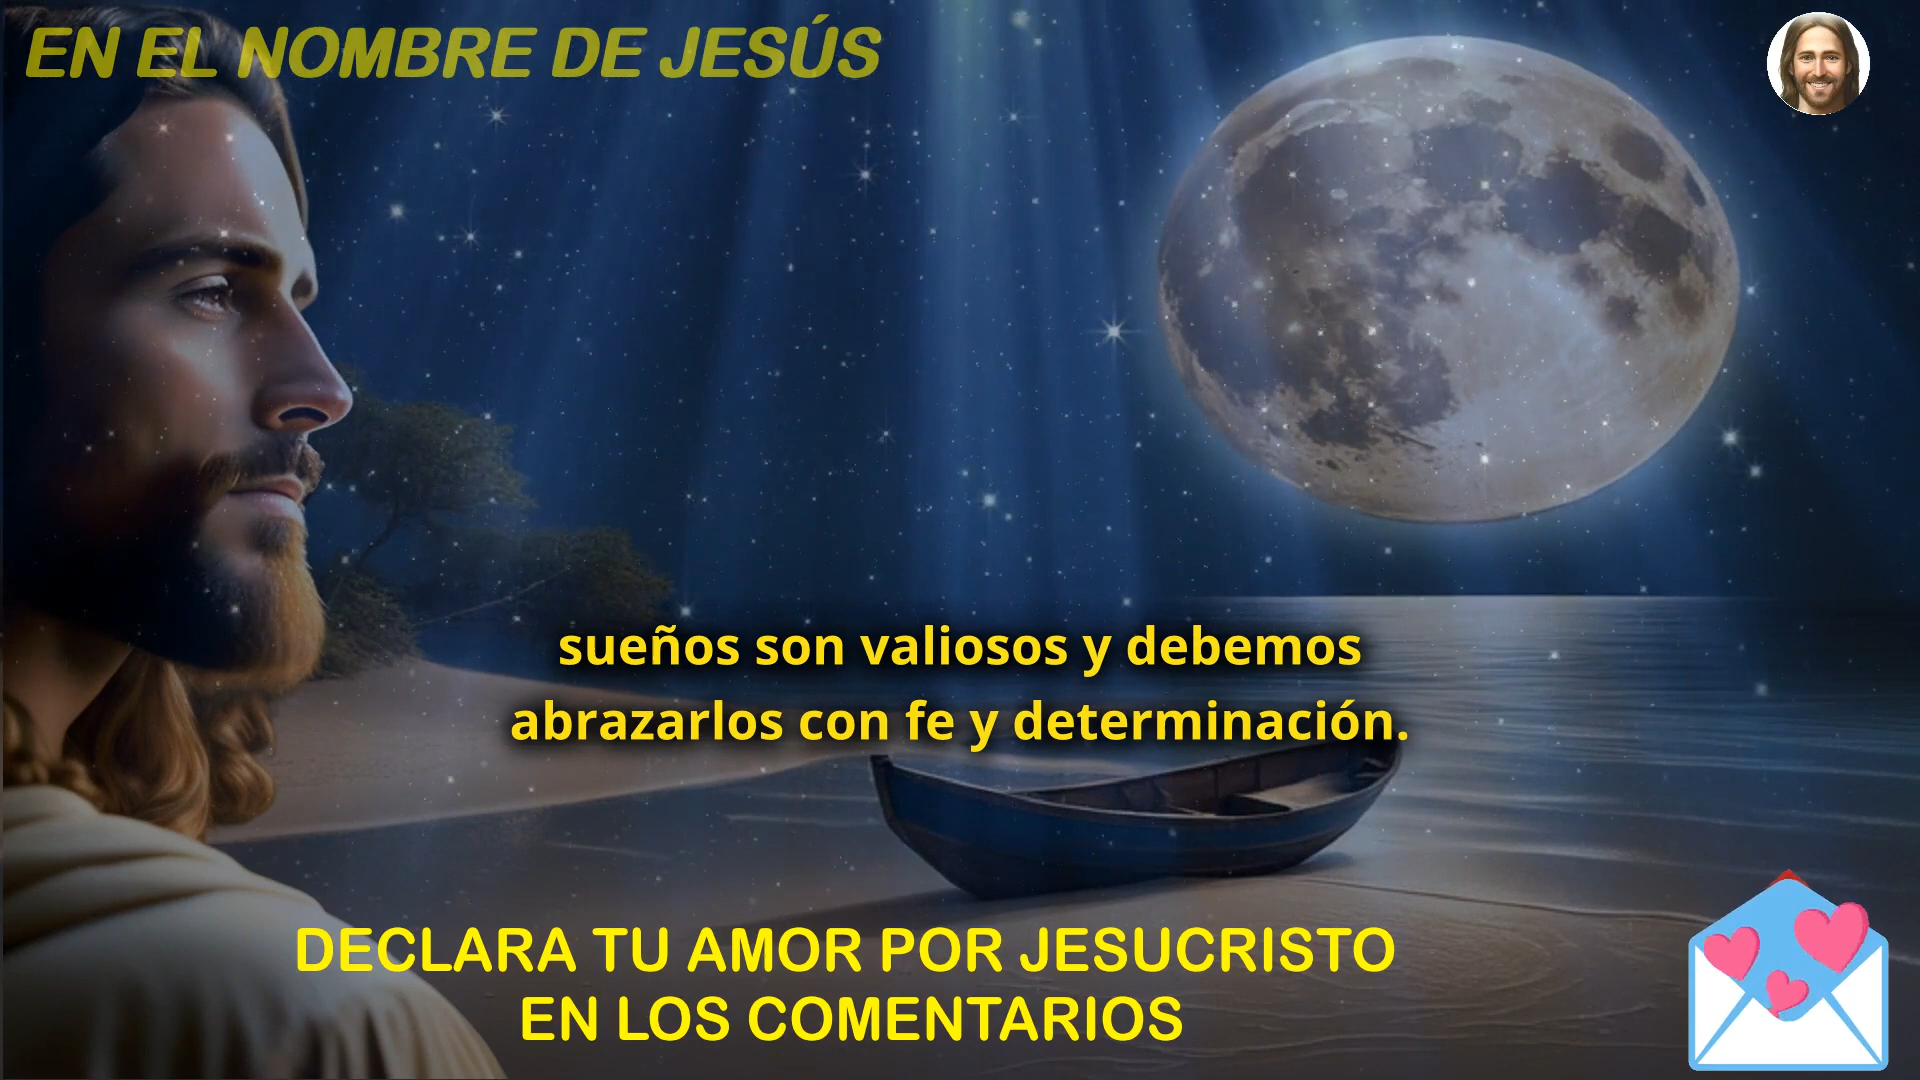 EN EL NOMBRE DE JESÚS
sueños son valiosos y debemos
abrazarlos con fe y determinación.
DECLARA TU AMOR POR JESUCRISTO
EN LOS COMENTARIOS